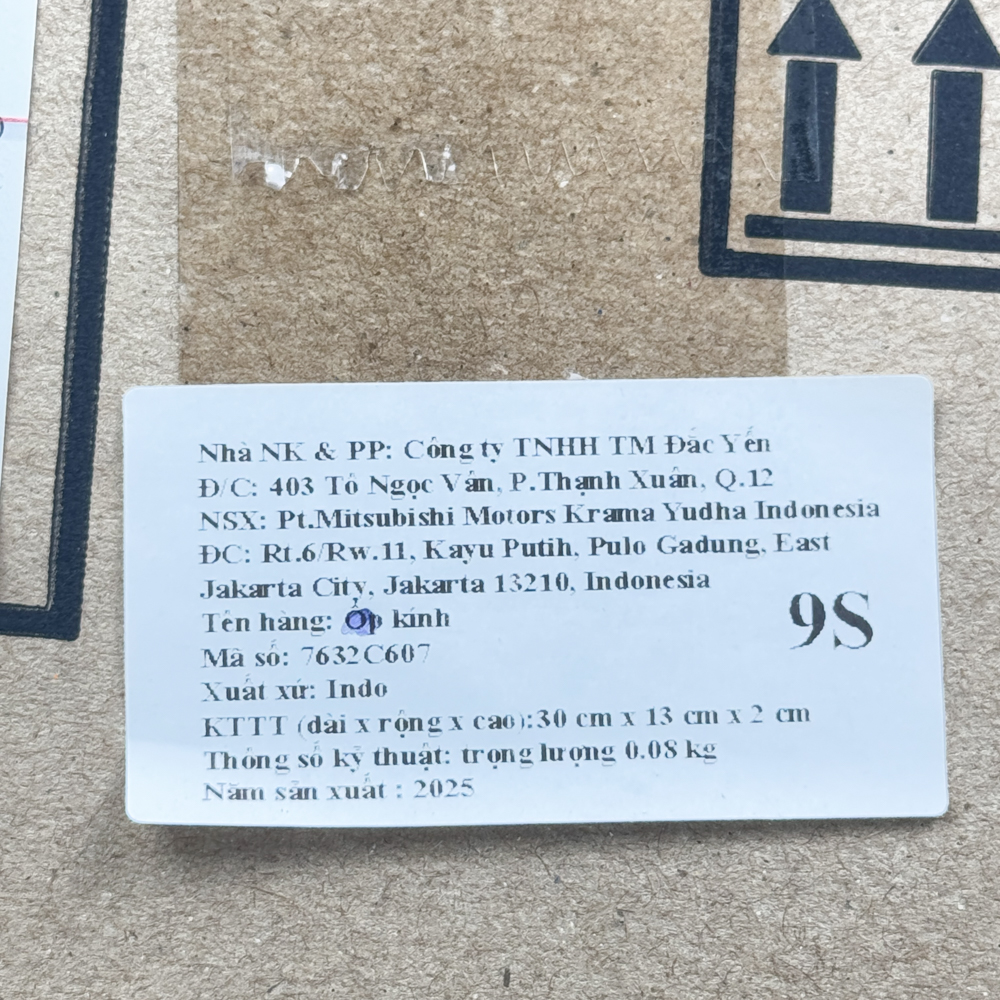 Nhà NK & PP: Công ty TNHH TM Đắc Yến
Đ/C: 403 Tô Ngọc Vân, P.Thạnh Xuân, Q.12
NSX: Pt.Mitsubishi Motors Krama Yudha Indonesia
ĐC: Rt.6/Rw.11, Kayu Putih, Pulo Gadung, East
Jakarta City, Jakarta 13210, Indonesia
Tên hàng: Ốp kính
Mã số: 7632C607
Xuất xứ: Indo
KTTT (dài x rộng x cao):30 cm x 13 cm x 2 cm
Thông số kỹ thuật: trọng lượng 0.08 kg
Năm sản xuất : 2025
9S